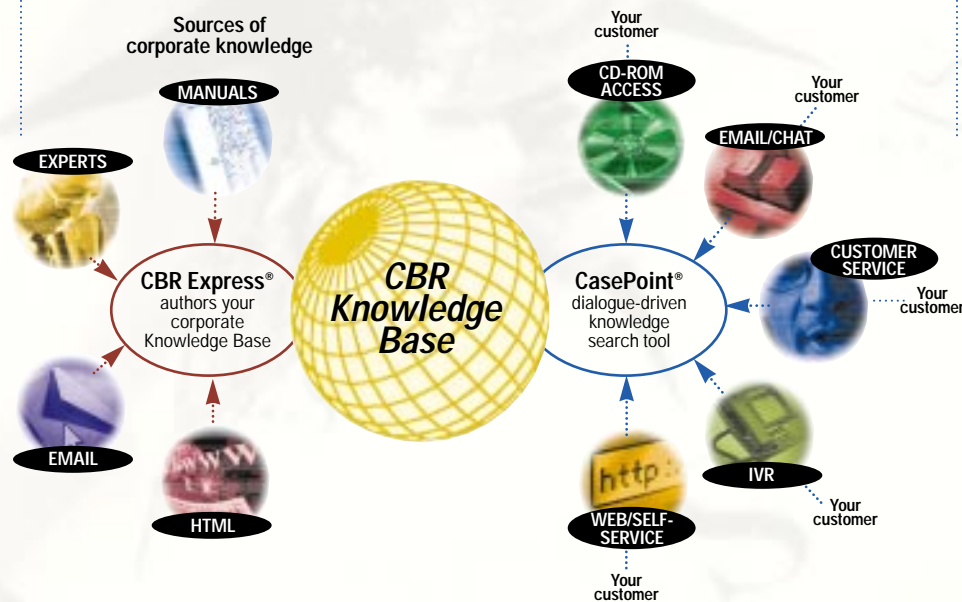 Sources of
corporate knowledge
MANUALS
EXPERTS
CBR Express®
authors your
corporate
Knowledge Base
EMAIL
HTML
WWW
CBR
Knowledge
Base
Your
customer
CD-ROM
ACCESS
Your
customer
EMAIL/CHAT
CasePoint®
dialogue-driven
knowledge
search tool
CUSTOMER
SERVICE
Your
customer
IVR
Your
customer
http:
WEB/SELF-
SERVICE
Your
customer